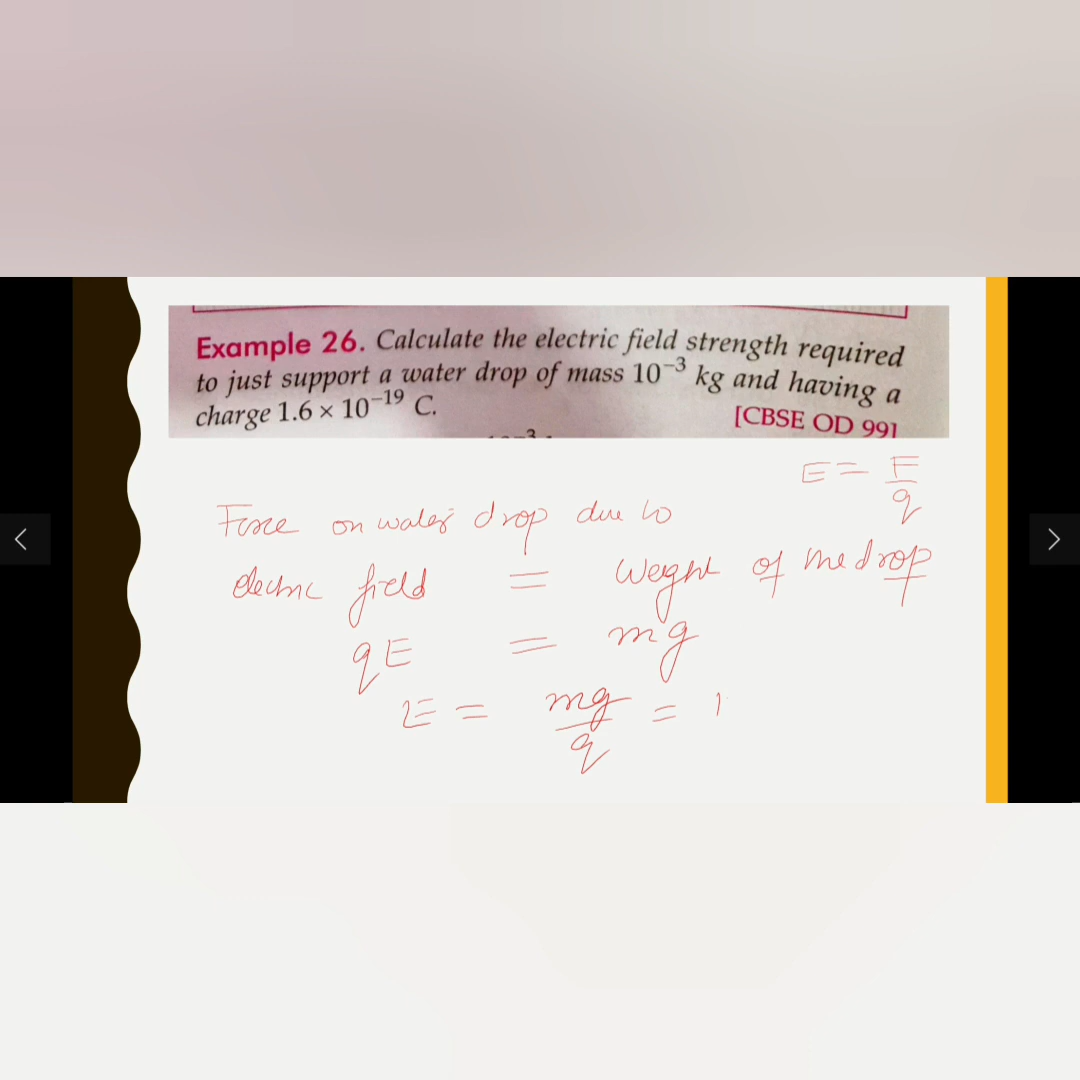 Example 26. Calculate the electric field strength required
to just support a water drop of mass 10⁻³ kg and having a
charge 1.6 × 10⁻¹⁹ C.
[CBSE OD 99]
E = F/q
Force on water drop due to
electric field = weight of the drop
qE = mg
E = mg/q = 1